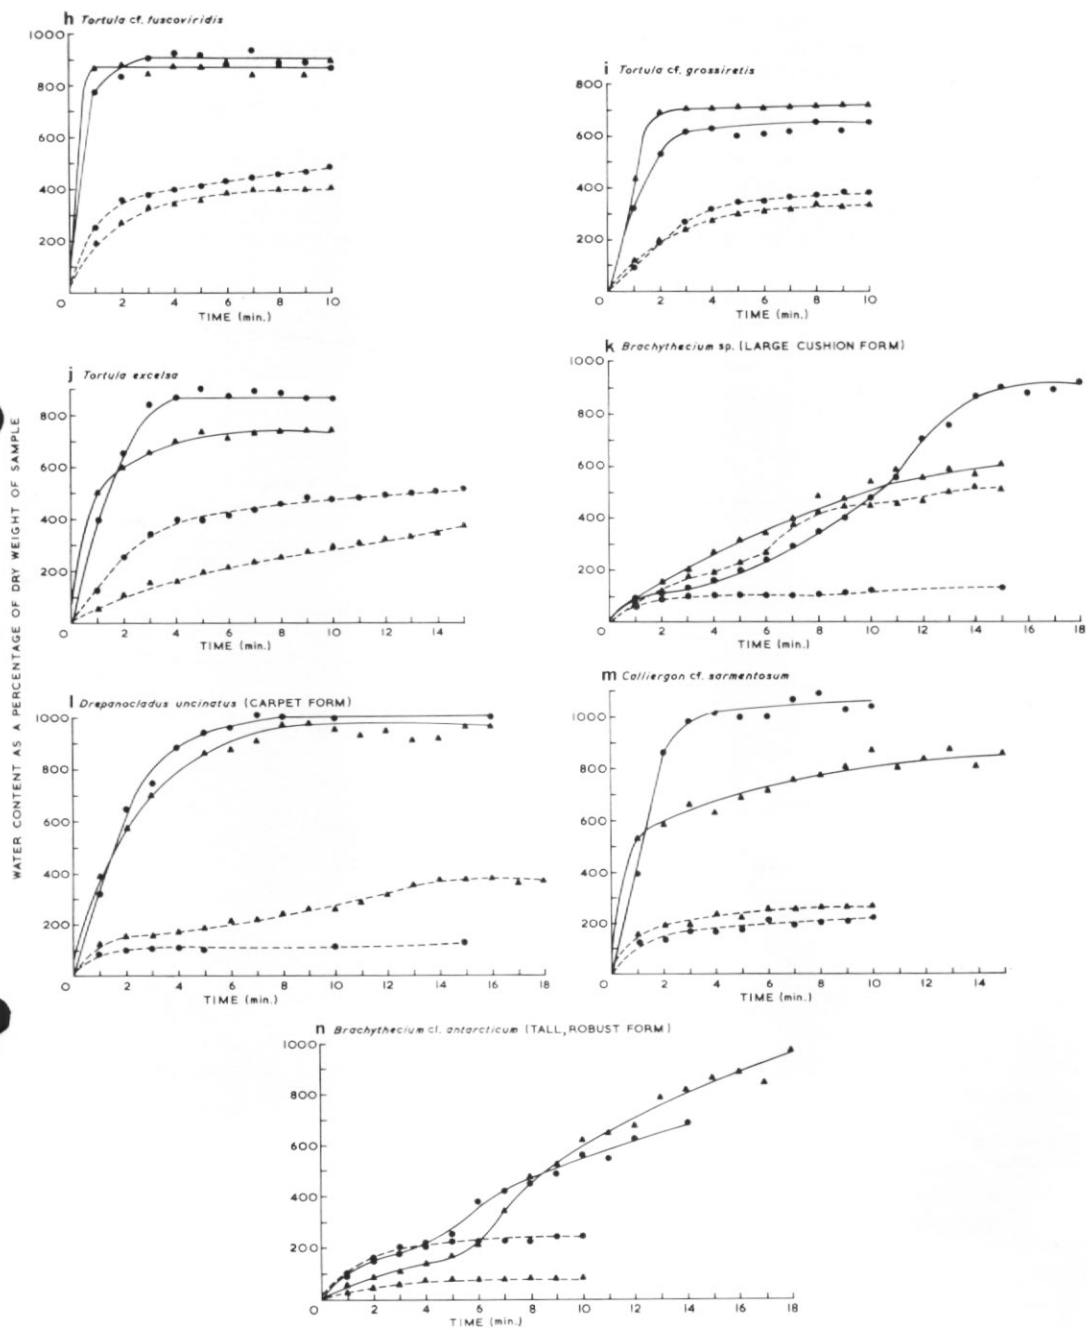 WATER CONTENT AS A PERCENTAGE OF DRY WEIGHT OF SAMPLE
h Tortula cf. fuscoviridis
1000
800
600
400
200
0 2 4 6 8 10
TIME (min.)
i Tortula cf. grossiretis
800
600
400
200
0 2 4 6 8 10
TIME (min.)
j Tortula excelsa
800
600
400
200
0 2 4 6 8 10 12 14
TIME (min.)
k Brachythecium sp. (LARGE CUSHION FORM)
1000
800
600
400
200
0 2 4 6 8 10 12 14 16 18
TIME (min.)
l Drepanocladus uncinatus (CARPET FORM)
1000
800
600
400
200
0 2 4 6 8 10 12 14 16 18
TIME (min.)
m Calliergon cf. sarmentosum
1000
800
600
400
200
0 2 4 6 8 10 12 14
TIME (min.)
n Brachythecium cf. antarcticum (TALL, ROBUST FORM)
1000
800
600
400
200
0 2 4 6 8 10 12 14 16 18
TIME (min.)